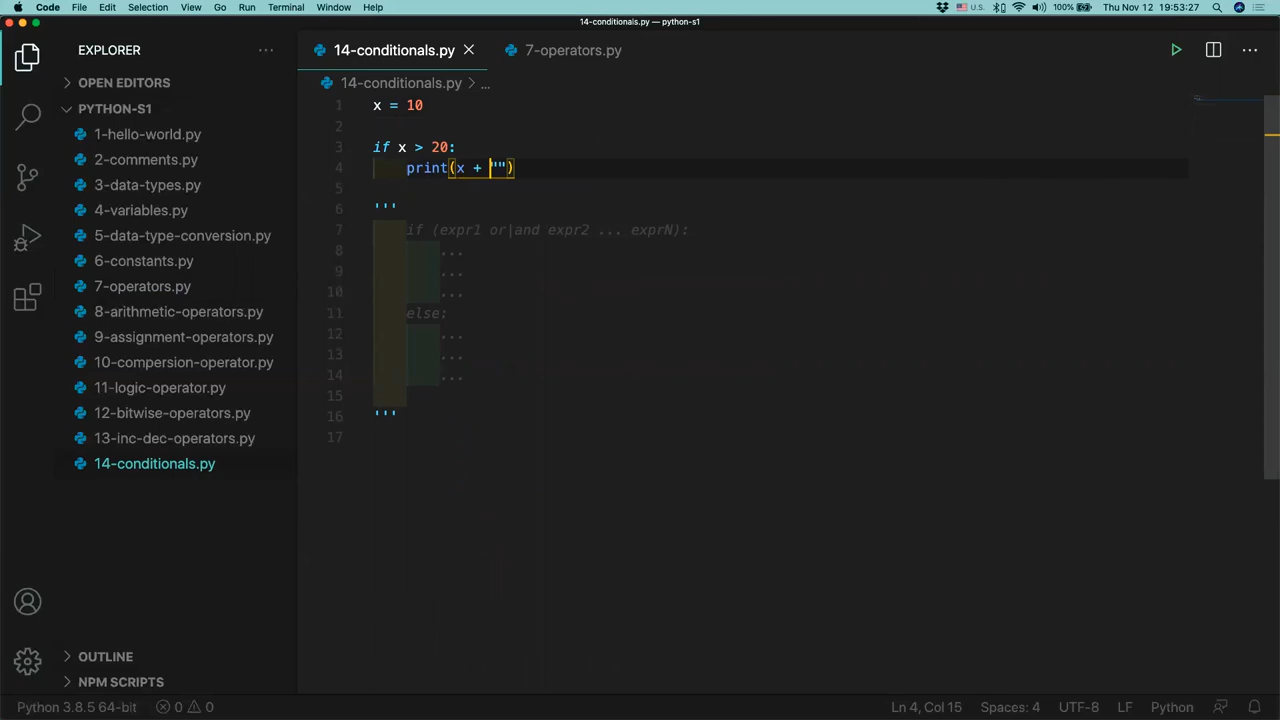 Code File Edit Selection View Go Run Terminal Window Help U.S. 100% Thu Nov 12 19:53:27
14-conditionals.py — python-s1
EXPLORER
14-conditionals.py
7-operators.py
OPEN EDITORS
14-conditionals.py > ...
PYTHON-S1
1-hello-world.py
2-comments.py
3-data-types.py
4-variables.py
5-data-type-conversion.py
6-constants.py
7-operators.py
8-arithmetic-operators.py
9-assignment-operators.py
10-compersion-operator.py
11-logic-operator.py
12-bitwise-operators.py
13-inc-dec-operators.py
14-conditionals.py
OUTLINE
NPM SCRIPTS
1 x = 10
2
3 if x > 20:
4 print(x + "")
5
6 '''
7 if (expr1 or|and expr2 ... exprN):
8 ...
9 ...
10 ...
11 else:
12 ...
13 ...
14 ...
15
16 '''
17
Python 3.8.5 64-bit 0 0 Ln 4, Col 15 Spaces: 4 UTF-8 LF Python